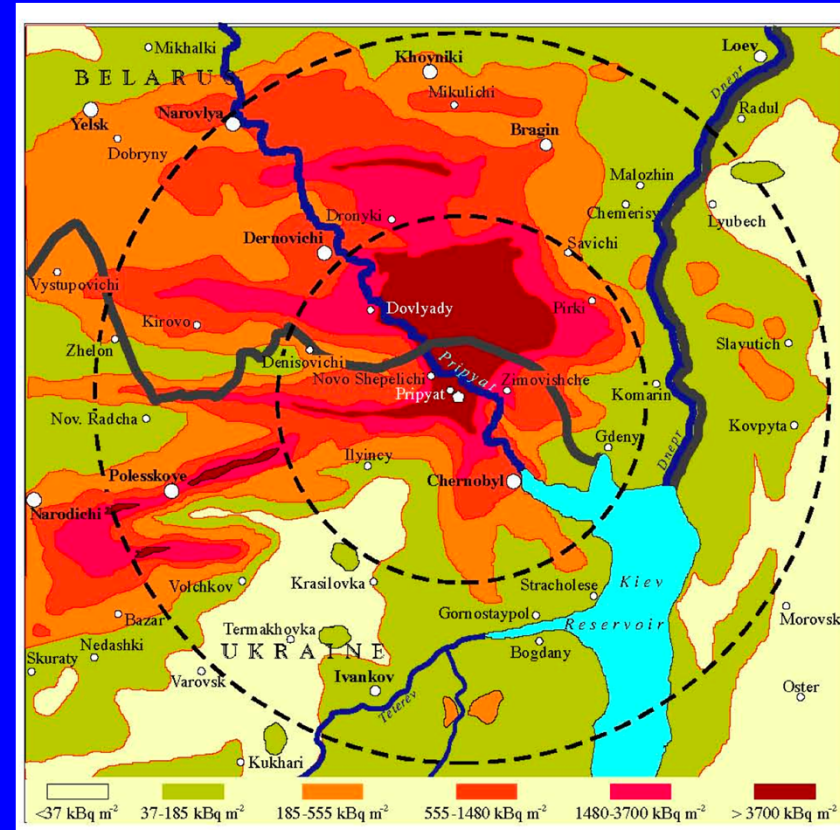 Mikhalki
Khoyniki
Loev
BELARUS
Dnepr
Yelsk
Narovlya
Mikulichi
Radul
Dobryny
Bragin
Malozhin
Dronyki
Chemerisy
Lyubech
Dernovichi
Savichi
Vystupovichi
Dovlyady
Pirki
Kirovo
Zhelon
Denisovichi
Slavutich
Pripyat
Novo Shepelichi
Zimovishche
Pripyat
Komarin
Nov. Radcha
Kovpyta
Gdeny
Ilyiney
Dnepr
Polesskoye
Chernobyl
Narodichi
Volchkov
Krasilovka
Stracholese
Kiev
Bazar
Gornostaypol
Morovsk
Termakhovka
Reservoir
Nedashki
UKRAINE
Bogdany
Skuraty
Varovsk
Ivankov
Oster
Teterev
Kukhari
<37 kBq m-2 37-185 kBq m-2 185-555 kBq m-2 555-1480 kBq m-2 1480-3700 kBq m-2 > 3700 kBq m-2